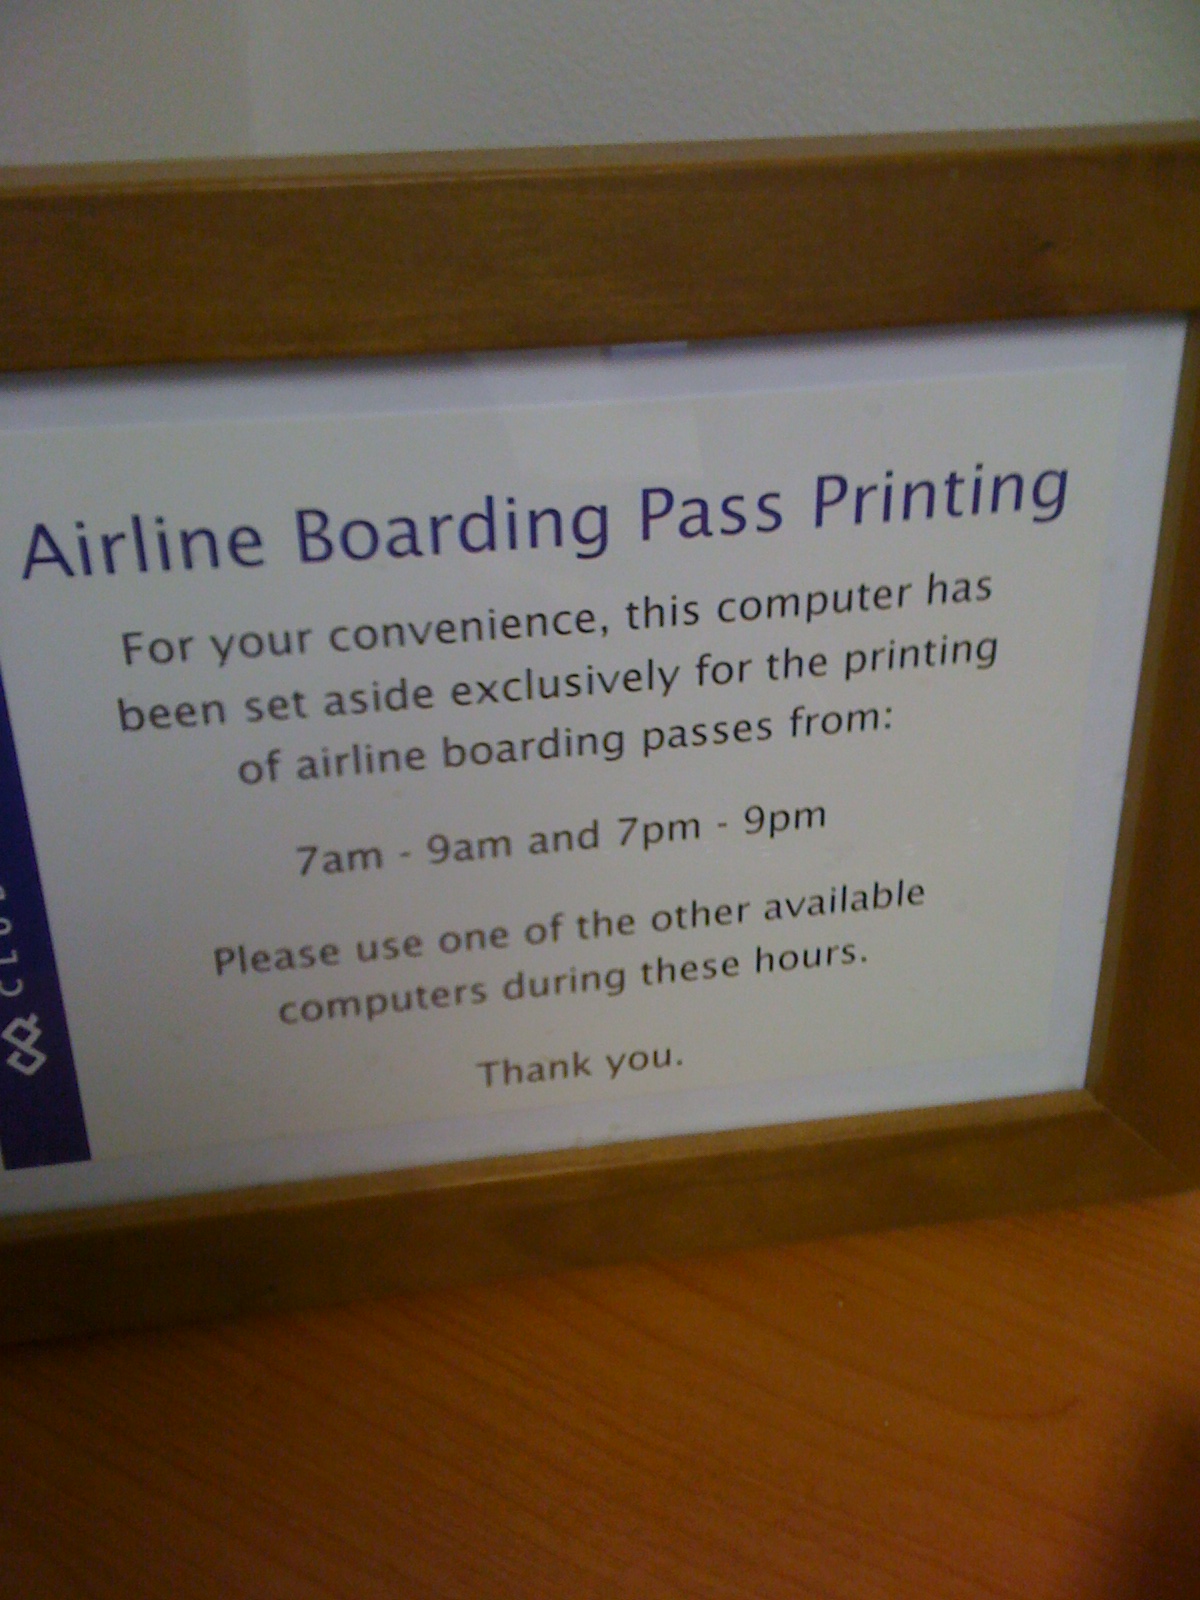 Airline Boarding Pass Printing
For your convenience, this computer has
been set aside exclusively for the printing
of airline boarding passes from:
7am - 9am and 7pm - 9pm
Please use one of the other available
computers during these hours.
Thank you.
CLUB